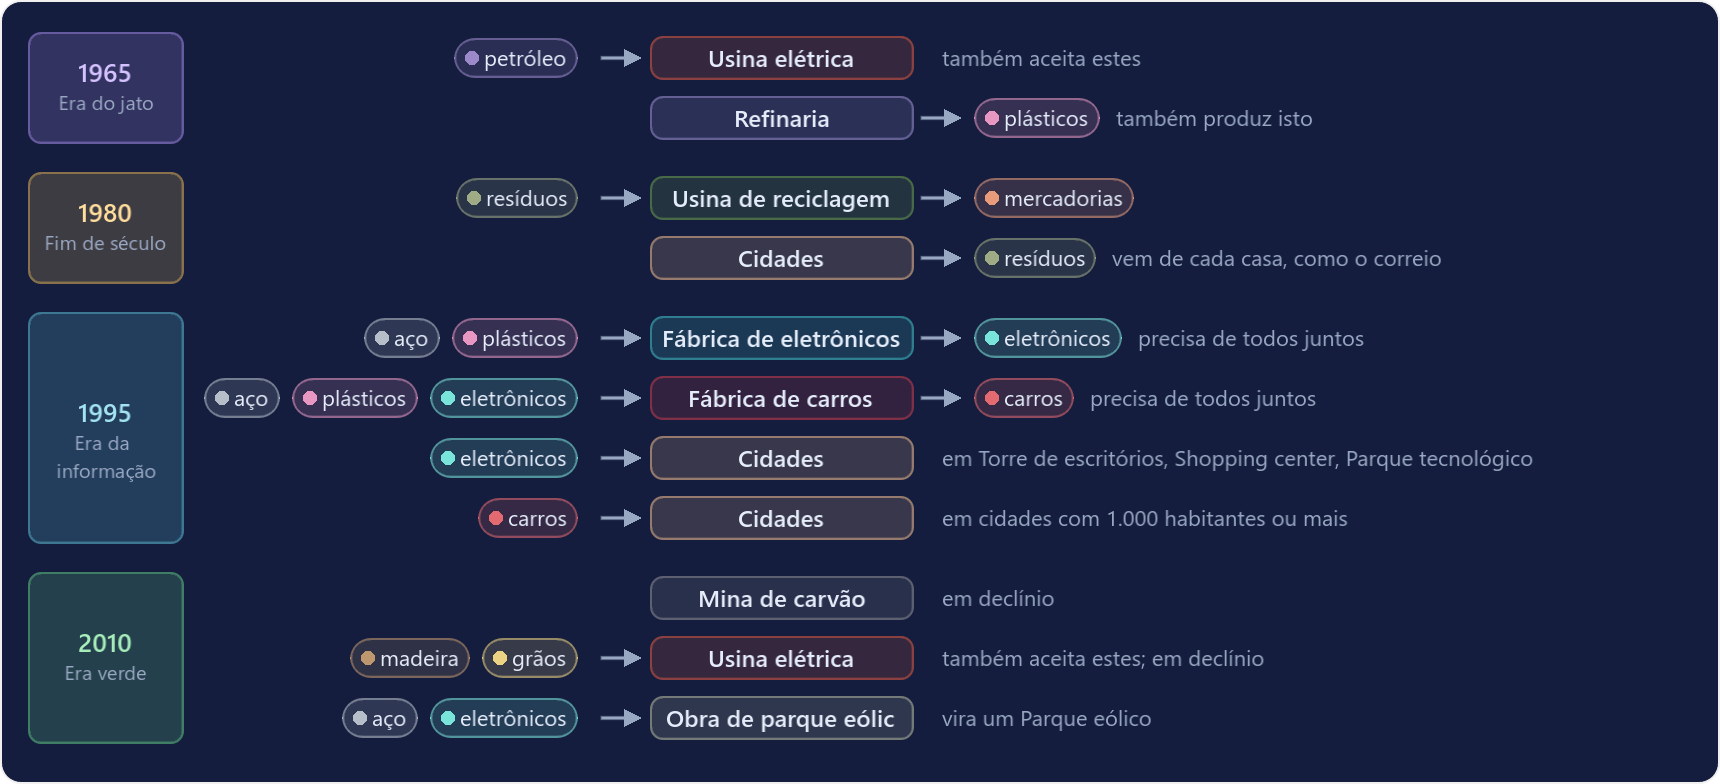 1965
Era do jato
petróleo
Usina elétrica
também aceita estes
Refinaria
plásticos
também produz isto
1980
Fim de século
resíduos
Usina de reciclagem
mercadorias
Cidades
resíduos
vem de cada casa, como o correio
1995
Era da
informação
aço
plásticos
Fábrica de eletrônicos
eletrônicos
precisa de todos juntos
aço
plásticos
eletrônicos
Fábrica de carros
carros
precisa de todos juntos
eletrônicos
Cidades
em Torre de escritórios, Shopping center, Parque tecnológico
carros
Cidades
em cidades com 1.000 habitantes ou mais
2010
Era verde
Mina de carvão
em declínio
madeira
grãos
Usina elétrica
também aceita estes; em declínio
aço
eletrônicos
Obra de parque eólic
vira um Parque eólico